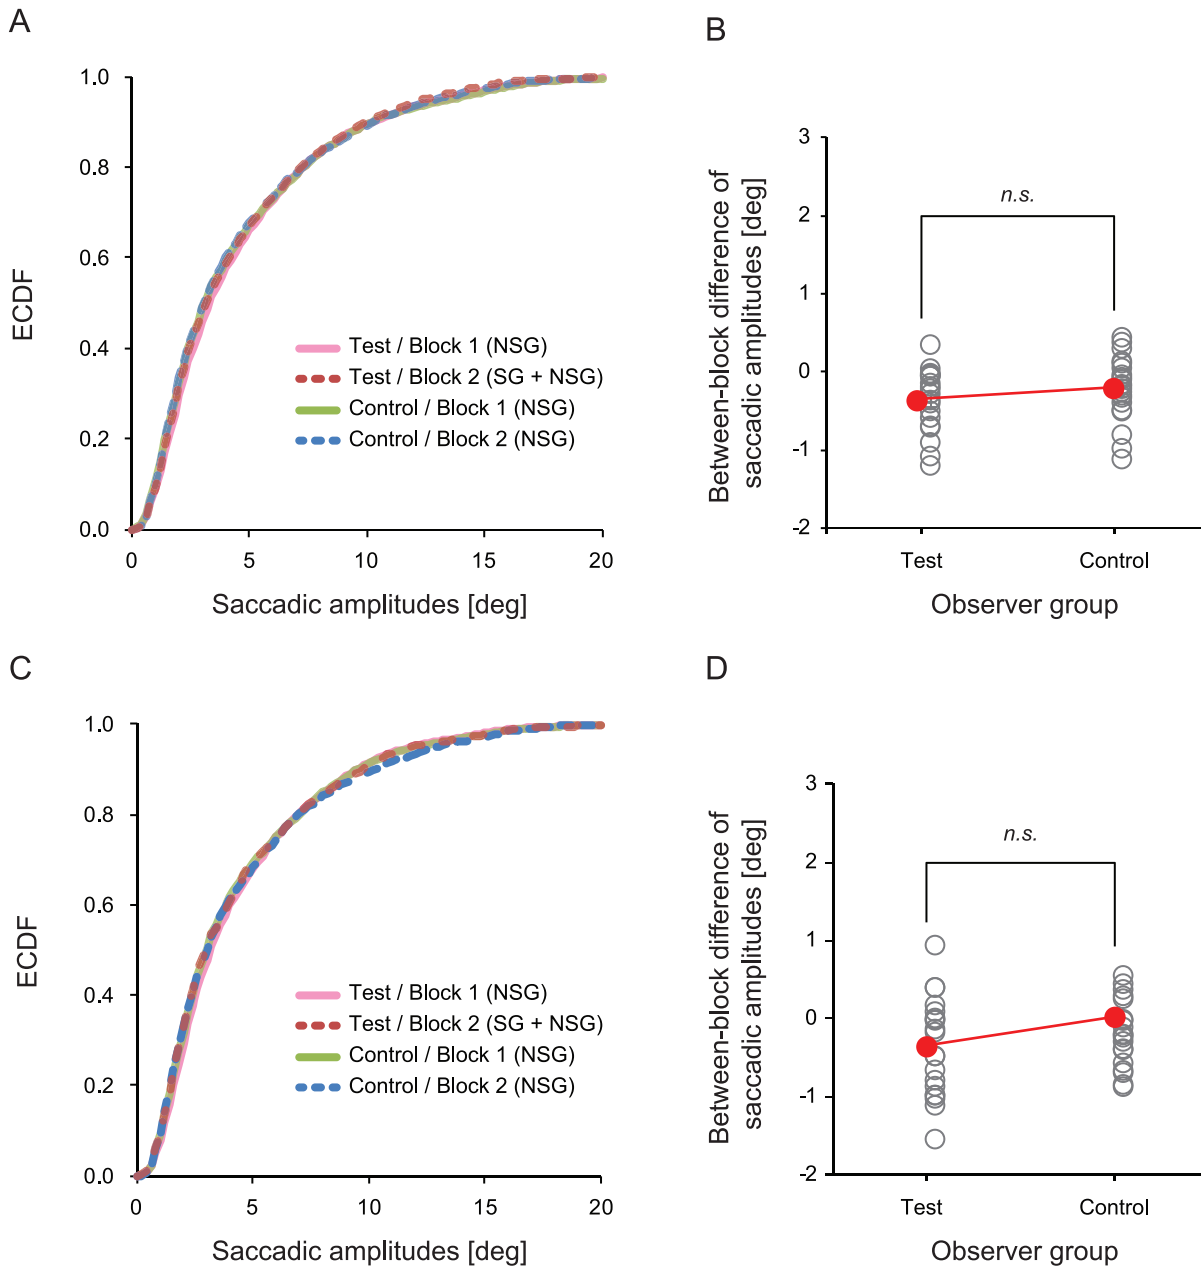 A
1.0
0.8
0.6
0.4
0.2
0.0
ECDF
Test / Block 1 (NSG)
Test / Block 2 (SG + NSG)
Control / Block 1 (NSG)
Control / Block 2 (NSG)
0 5 10 15 20
Saccadic amplitudes [deg]
B
Between-block difference of
saccadic amplitudes [deg]
3
2
1
0
-1
-2
n.s.
Test Control
Observer group
C
1.0
0.8
0.6
0.4
0.2
0.0
ECDF
Test / Block 1 (NSG)
Test / Block 2 (SG + NSG)
Control / Block 1 (NSG)
Control / Block 2 (NSG)
0 5 10 15 20
Saccadic amplitudes [deg]
D
Between-block difference of
saccadic amplitudes [deg]
3
2
1
0
-1
-2
n.s.
Test Control
Observer group